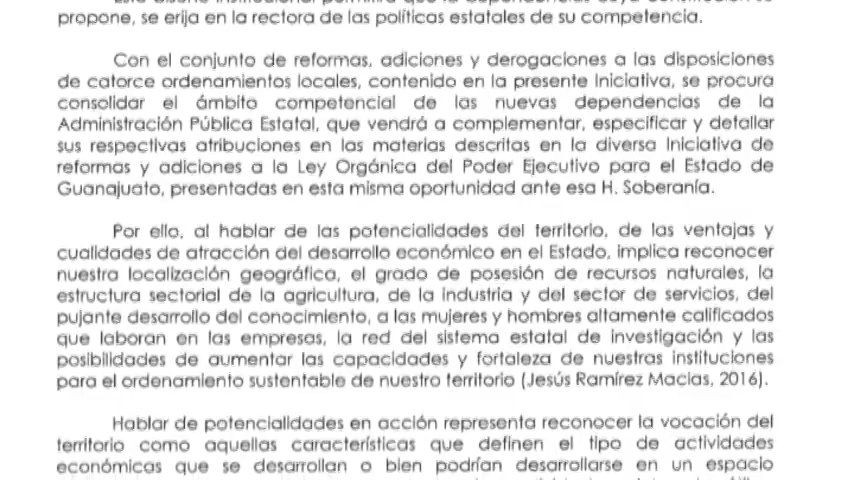 propone, se erija en la rectora de las políticas estatales de su competencia.
Con el conjunto de reformas, adiciones y derogaciones a las disposiciones
de catorce ordenamientos locales, contenido en la presente Iniciativa, se procura
consolidar el ámbito competencial de las nuevas dependencias de la
Administración Pública Estatal, que vendrá a complementar, especificar y detallar
sus respectivas atribuciones en las materias descritas en la diversa Iniciativa de
reformas y adiciones a la Ley Orgánica del Poder Ejecutivo para el Estado de
Guanajuato, presentadas en esta misma oportunidad ante esa H. Soberanía.
Por ello, al hablar de las potencialidades del territorio, de las ventajas y
cualidades de atracción del desarrollo económico en el Estado, implica reconocer
nuestra localización geográfica, el grado de posesión de recursos naturales, la
estructura sectorial de la agricultura, de la industria y del sector de servicios, del
pujante desarrollo del conocimiento, a las mujeres y hombres altamente calificados
que laboran en las empresas, la red del sistema estatal de investigación y las
posibilidades de aumentar las capacidades y fortaleza de nuestras instituciones
para el ordenamiento sustentable de nuestro territorio (Jesús Ramírez Macias, 2016).
Hablar de potencialidades en acción representa reconocer la vocación del
territorio como aquellas características que definen el tipo de actividades
económicas que se desarrollan o bien podrían desarrollarse en un espacio